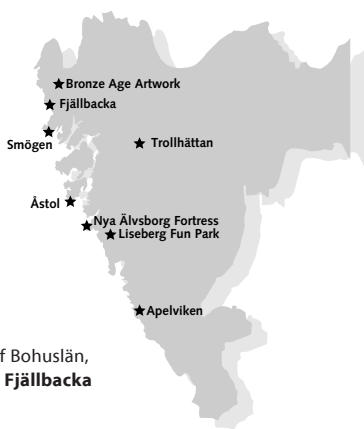 Bronze Age Artwork
Fjällbacka
Smögen
Trollhättan
Åstol
Nya Älvsborg Fortress
Liseberg Fun Park
Apelviken
f Bohuslän,
Fjällbacka